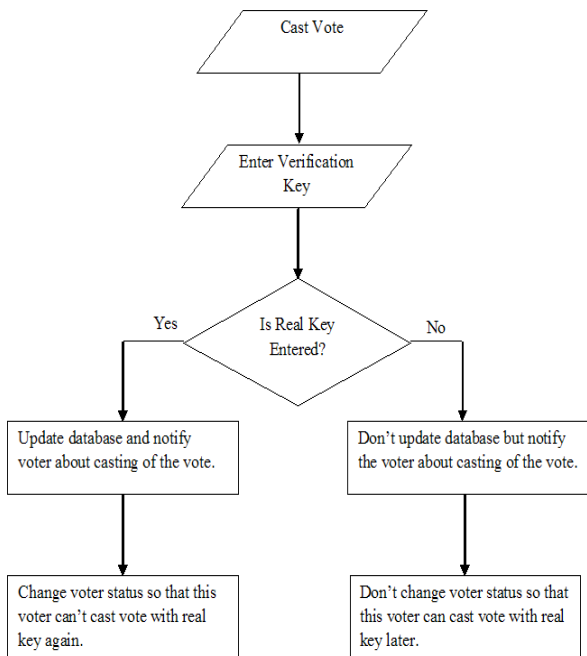 Cast Vote
Enter Verification
Key
Is Real Key
Entered?
Yes
No
Update database and notify
voter about casting of the vote.
Don't update database but notify
the voter about casting of the vote.
Change voter status so that this
voter can't cast vote with real
key again.
Don't change voter status so that
this voter can cast vote with real
key later.